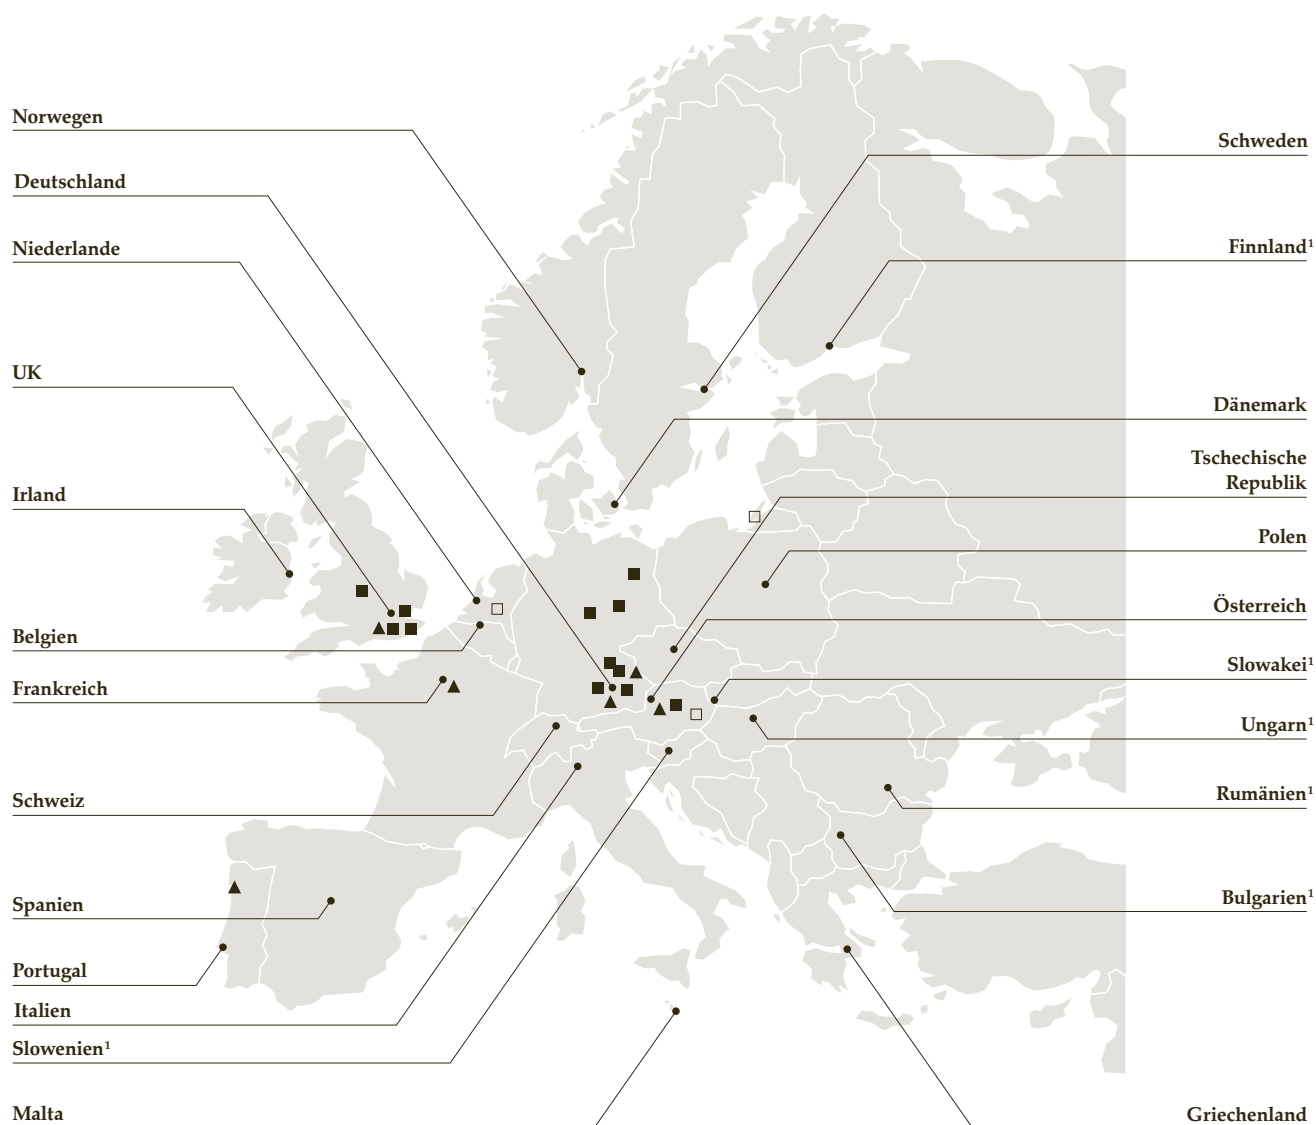 Norwegen
Deutschland
Niederlande
UK
Irland
Belgien
Frankreich
Schweiz
Spanien
Portugal
Italien
Slowenien¹
Malta
Schweden
Finnland¹
Dänemark
Tschechische
Republik
Polen
Österreich
Slowakei¹
Ungarn¹
Rumänien¹
Bulgarien¹
Griechenland